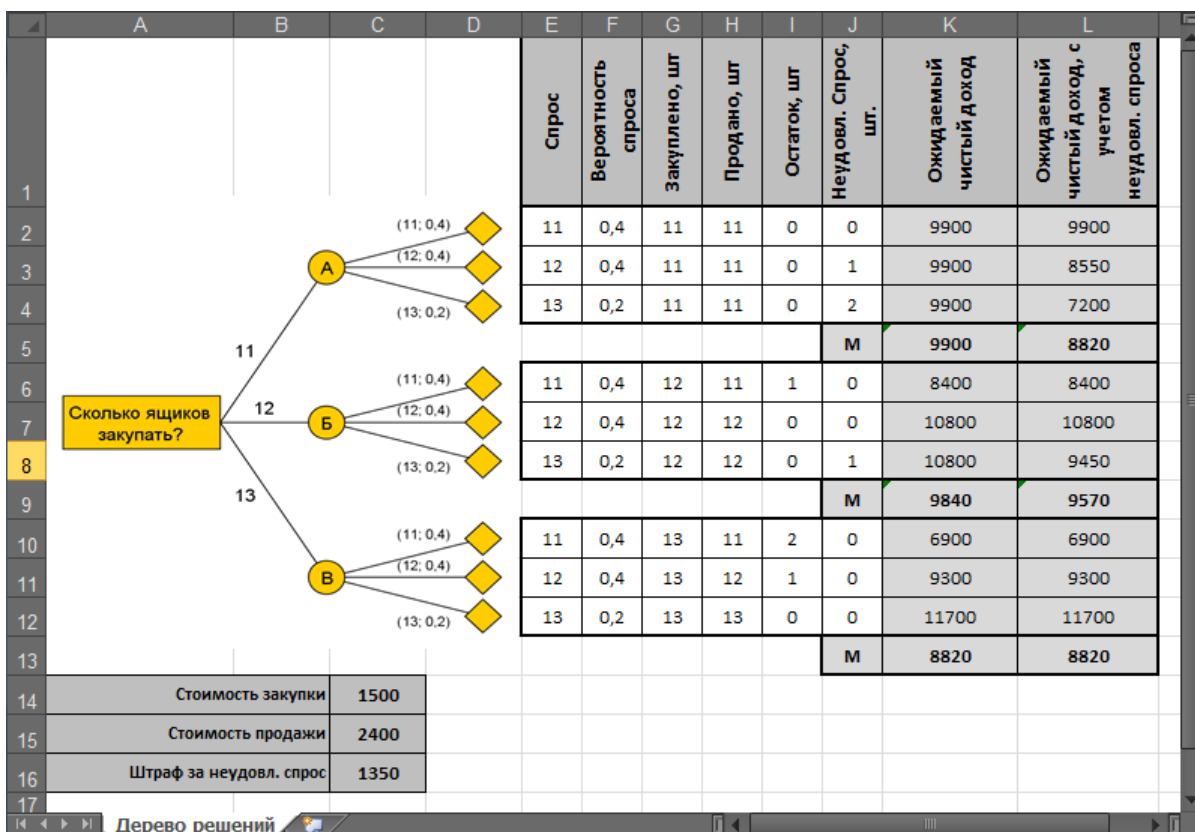 A B C D E F G H I J K L
1 Спрос Вероятность спроса Закуплено, шт Продано, шт Остаток, шт Неудовл. Спрос, шт. Ожидаемый чистый доход Ожидаемый чистый доход, с учетом неудовл. спроса
2 (11; 0,4) 11 0,4 11 11 0 0 9900 9900
3 А (12; 0,4) 12 0,4 11 11 0 1 9900 8550
4 (13; 0,2) 13 0,2 11 11 0 2 9900 7200
5 11 М 9900 8820
6 (11; 0,4) 11 0,4 12 11 1 0 8400 8400
7 Сколько ящиков закупать? 12 Б (12; 0,4) 12 0,4 12 12 0 0 10800 10800
8 (13; 0,2) 13 0,2 12 12 0 1 10800 9450
9 13 М 9840 9570
10 (11; 0,4) 11 0,4 13 11 2 0 6900 6900
11 В (12; 0,4) 12 0,4 13 12 1 0 9300 9300
12 (13; 0,2) 13 0,2 13 13 0 0 11700 11700
13 М 8820 8820
14 Стоимость закупки 1500
15 Стоимость продажи 2400
16 Штраф за неудовл. спрос 1350
17
Дерево решений